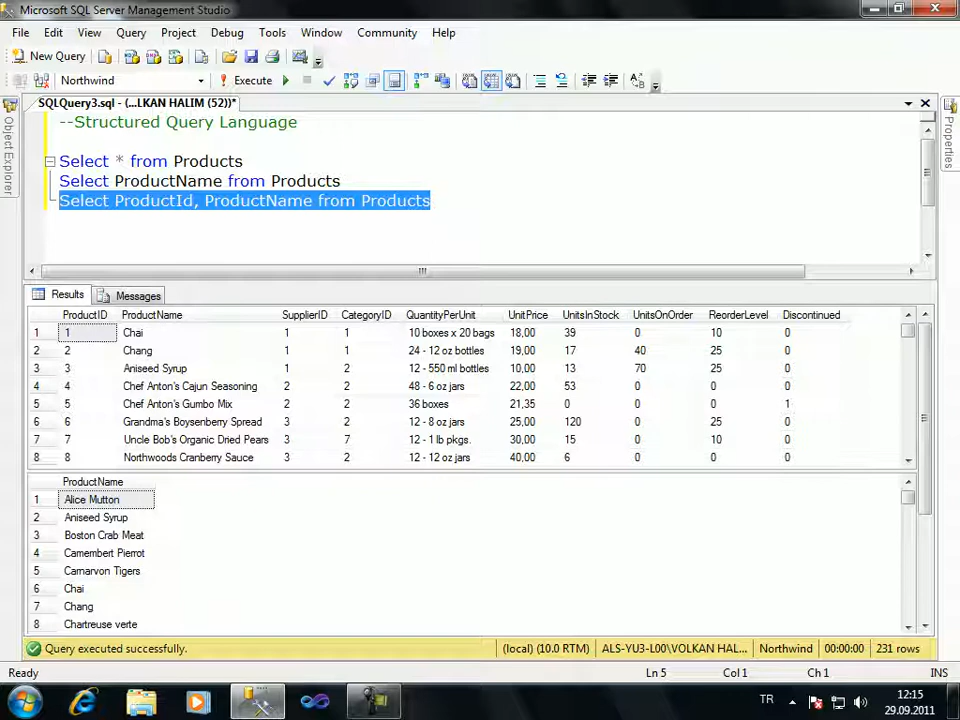 Microsoft SQL Server Management Studio
File Edit View Query Project Debug Tools Window Community Help
New Query
Northwind Execute
SQLQuery3.sql - (...LKAN HALIM (52))*
Object Explorer
Properties
--Structured Query Language
Select * from Products
Select ProductName from Products
Select ProductId, ProductName from Products
Results Messages
ProductID ProductName SupplierID CategoryID QuantityPerUnit UnitPrice UnitsInStock UnitsOnOrder ReorderLevel Discontinued
1 1 Chai 1 1 10 boxes x 20 bags 18,00 39 0 10 0
2 2 Chang 1 1 24 - 12 oz bottles 19,00 17 40 25 0
3 3 Aniseed Syrup 1 2 12 - 550 ml bottles 10,00 13 70 25 0
4 4 Chef Anton's Cajun Seasoning 2 2 48 - 6 oz jars 22,00 53 0 0 0
5 5 Chef Anton's Gumbo Mix 2 2 36 boxes 21,35 0 0 0 1
6 6 Grandma's Boysenberry Spread 3 2 12 - 8 oz jars 25,00 120 0 25 0
7 7 Uncle Bob's Organic Dried Pears 3 7 12 - 1 lb pkgs. 30,00 15 0 10 0
8 8 Northwoods Cranberry Sauce 3 2 12 - 12 oz jars 40,00 6 0 0 0
ProductName
1 Alice Mutton
2 Aniseed Syrup
3 Boston Crab Meat
4 Camembert Pierrot
5 Carnarvon Tigers
6 Chai
7 Chang
8 Chartreuse verte
Query executed successfully. (local) (10.0 RTM) ALS-YU3-L00\VOLKAN HAL... Northwind 00:00:00 231 rows
Ready Ln 5 Col 1 Ch 1 INS
TR 12:15
29.09.2011